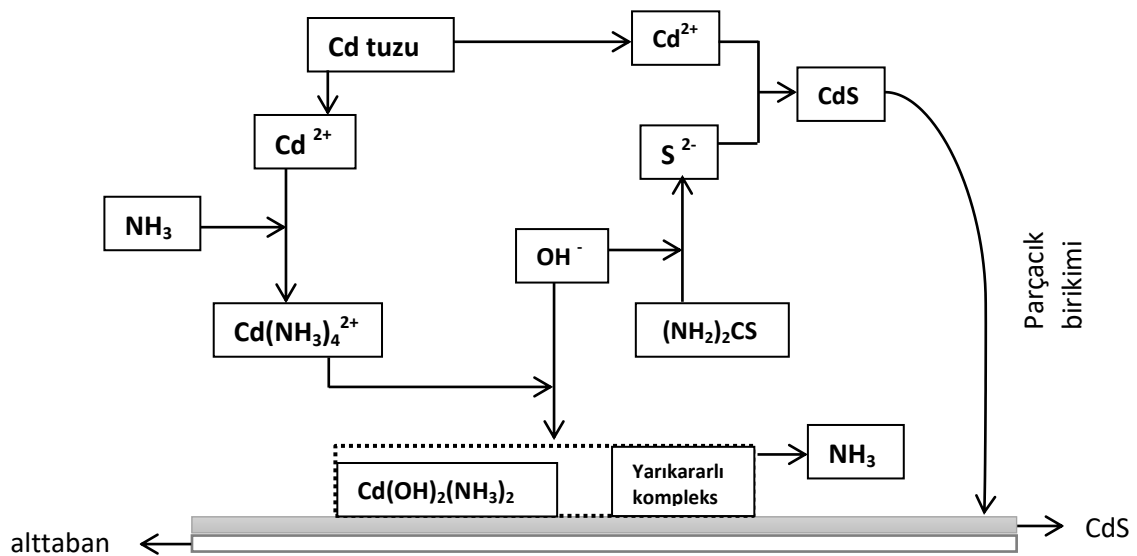 Cd tuzu
Cd²⁺
Cd ²⁺
CdS
S ²⁻
NH₃
OH ⁻
Cd(NH₃)₄²⁺
(NH₂)₂CS
Parçacık
birikimi
Cd(OH)₂(NH₃)₂
Yarıkararlı
kompleks
NH₃
CdS
alttaban